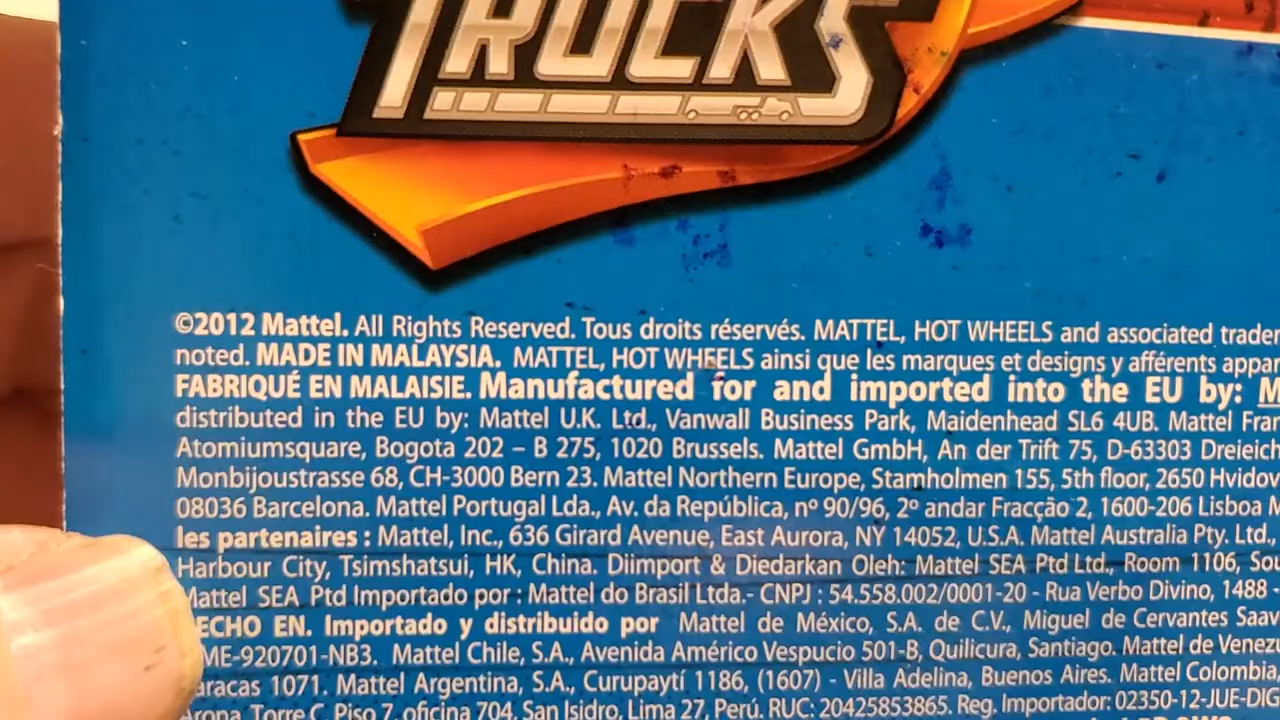 TRUCKS
©2012 Mattel. All Rights Reserved. Tous droits réservés. MATTEL, HOT WHEELS and associated trader
noted. MADE IN MALAYSIA. MATTEL, HOT WHEELS ainsi que les marques et designs y afférents appar
FABRIQUÉ EN MALAISIE. Manufactured for and imported into the EU by: M
distributed in the EU by: Mattel U.K. Ltd., Vanwall Business Park, Maidenhead SL6 4UB. Mattel Fran
Atomiumsquare, Bogota 202 – B 275, 1020 Brussels. Mattel GmbH, An der Trift 75, D-63303 Dreieich
Monbijoustrasse 68, CH-3000 Bern 23. Mattel Northern Europe, Stamholmen 155, 5th floor, 2650 Hvidov
08036 Barcelona. Mattel Portugal Lda., Av. da República, nº 90/96, 2º andar Fracção 2, 1600-206 Lisboa M
les partenaires : Mattel, Inc., 636 Girard Avenue, East Aurora, NY 14052, U.S.A. Mattel Australia Pty. Ltd.,
Harbour City, Tsimshatsui, HK, China. Diimport & Diedarkan Oleh: Mattel SEA Ptd Ltd., Room 1106, Sou
Mattel SEA Ptd Importado por : Mattel do Brasil Ltda.- CNPJ : 54.558.002/0001-20 - Rua Verbo Divino, 1488 -
ECHO EN. Importado y distribuido por Mattel de México, S.A. de C.V., Miguel de Cervantes Saav
ME-920701-NB3. Mattel Chile, S.A., Avenida Américo Vespucio 501-B, Quilicura, Santiago. Mattel de Venezu
aracas 1071. Mattel Argentina, S.A., Curupaytí 1186, (1607) - Villa Adelina, Buenos Aires. Mattel Colombia,
Torre C, Piso 7, oficina 704, San Isidro, Lima 27, Perú. RUC: 20425853865. Reg. Importador: 02350-12-JUE-DIG